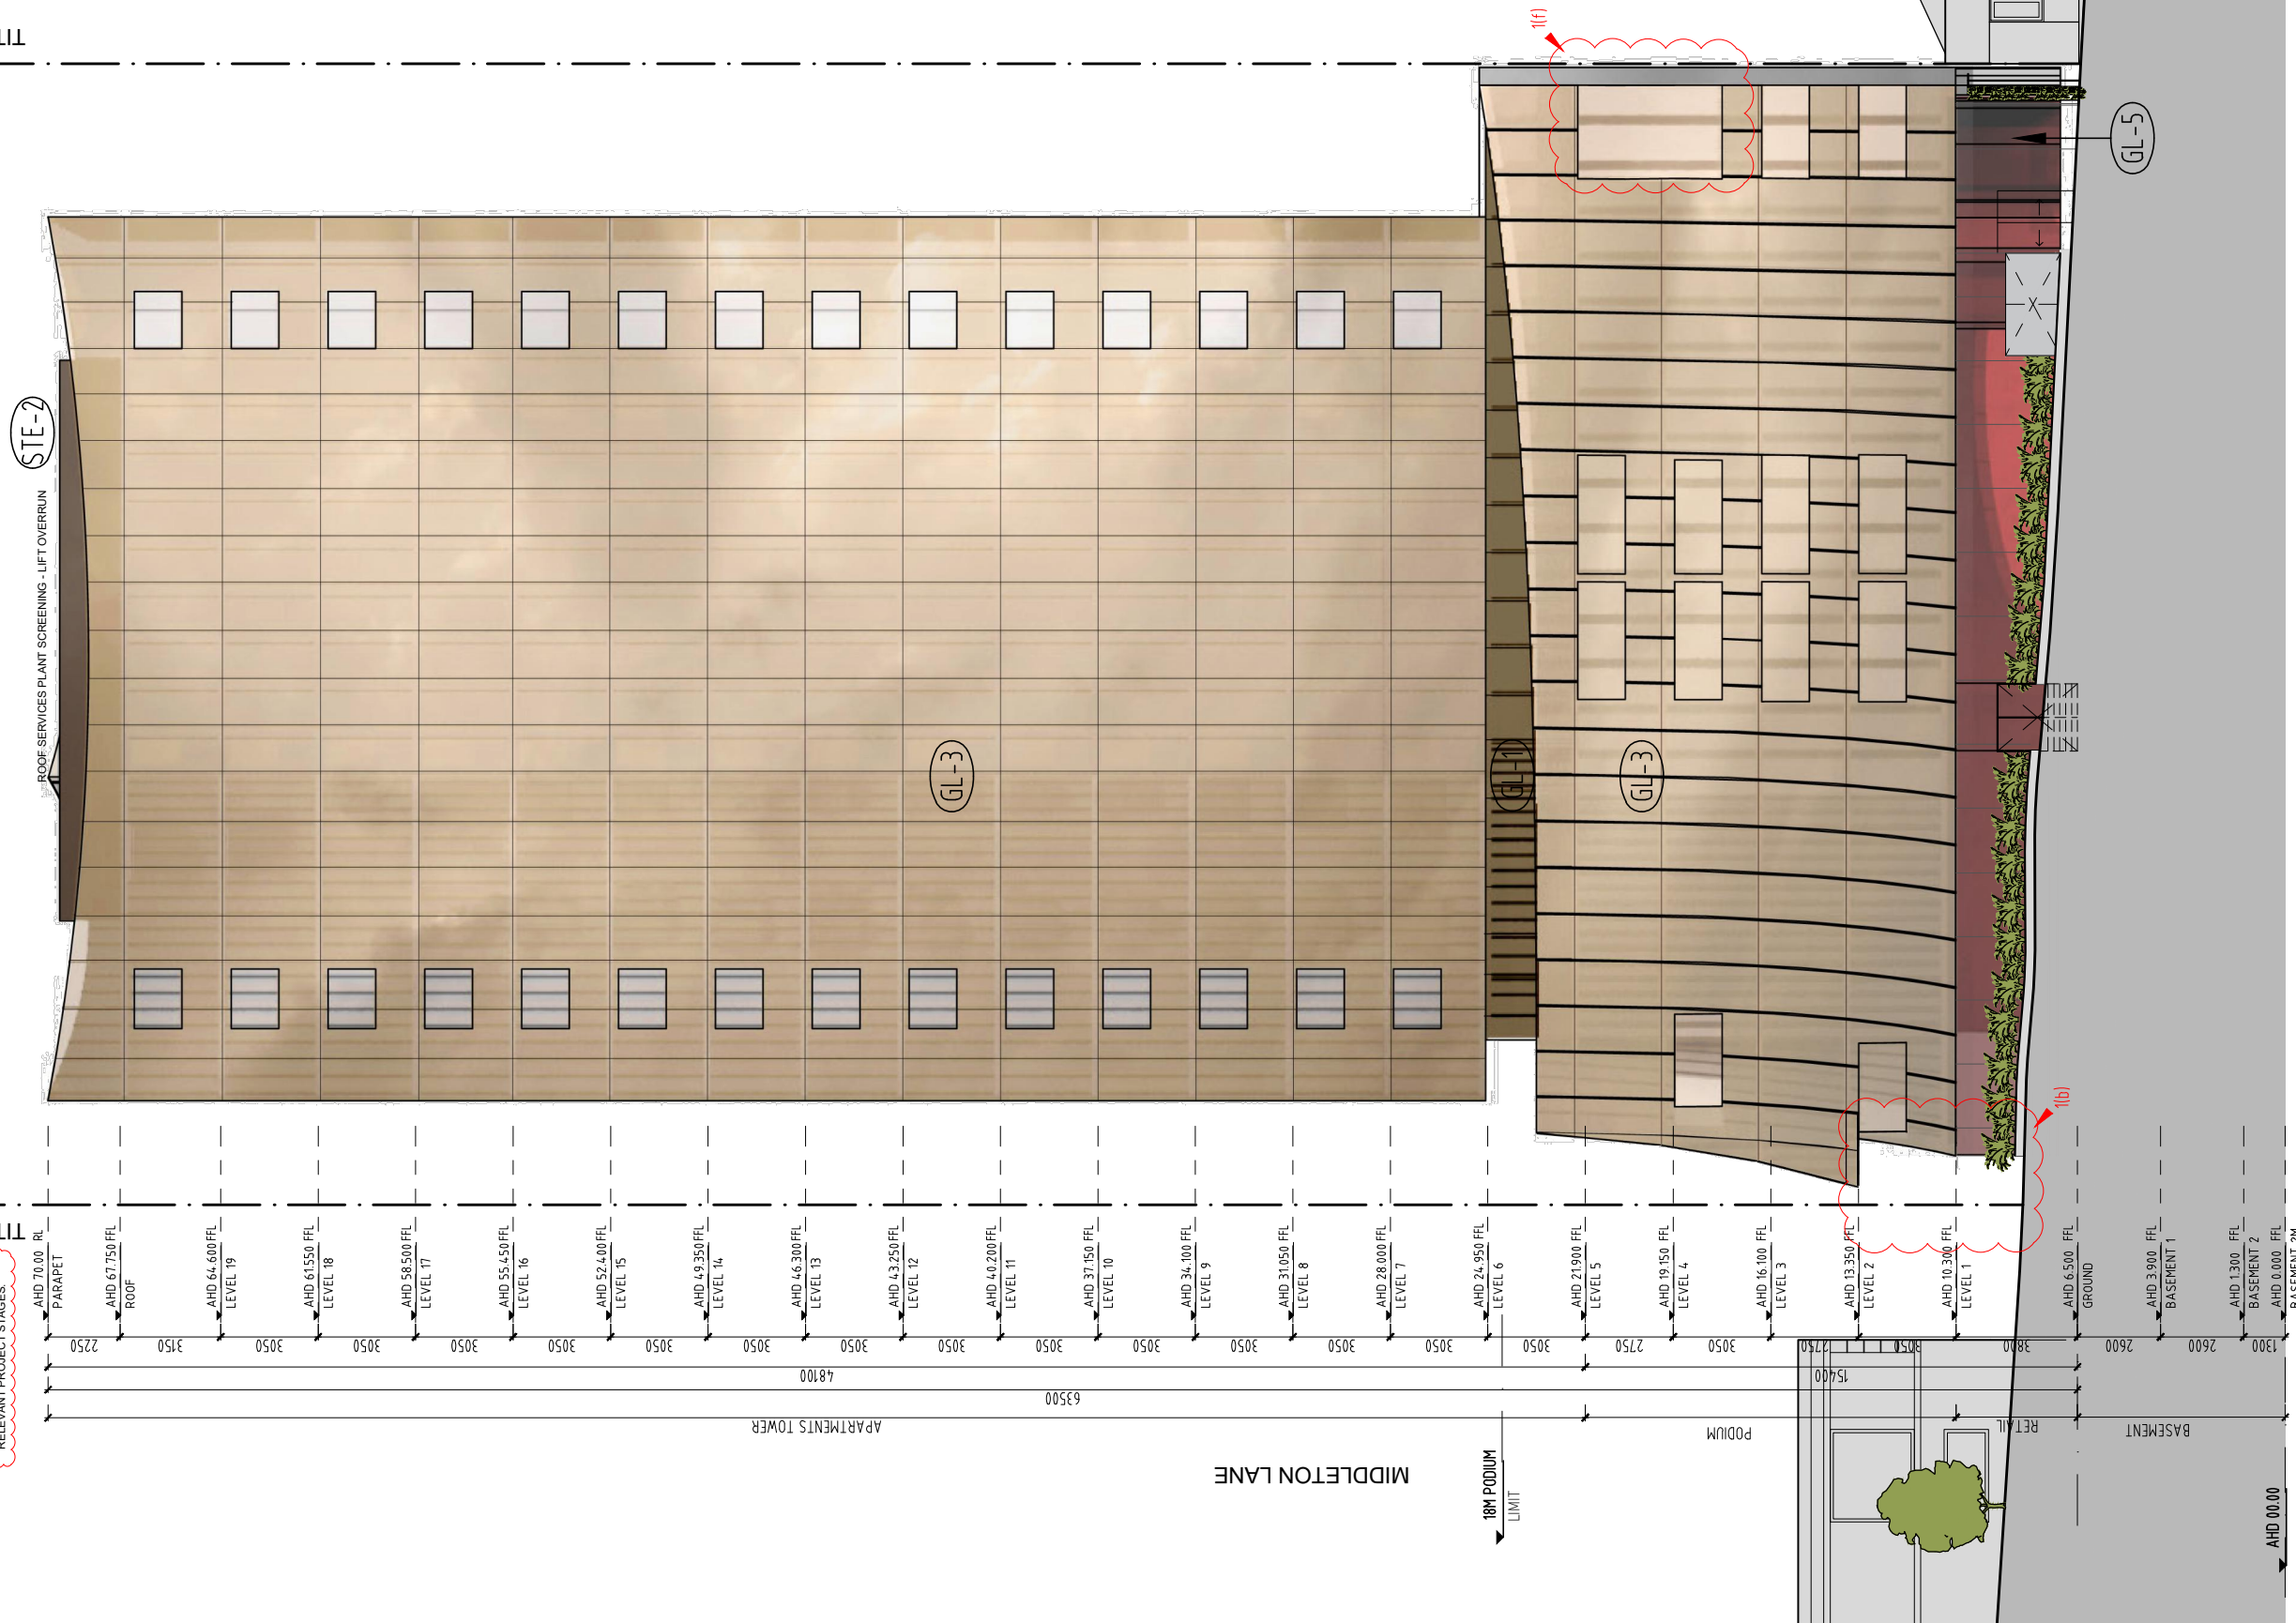 STE-2
ROOF SERVICES PLANT SCREENING - LIFT OVERRUN
1(f)
GL-5
GL-3
GL-1
GL-3
1(b)
RELEVANT PROJECT STAGES.
AHD 70.00 RL
PARAPET
AHD 67.750 FFL
ROOF
AHD 64.600 FFL
LEVEL 19
AHD 61.550 FFL
LEVEL 18
AHD 58.500 FFL
LEVEL 17
AHD 55.450 FFL
LEVEL 16
AHD 52.400 FFL
LEVEL 15
AHD 49.350 FFL
LEVEL 14
AHD 46.300 FFL
LEVEL 13
AHD 43.250 FFL
LEVEL 12
AHD 40.200 FFL
LEVEL 11
AHD 37.150 FFL
LEVEL 10
AHD 34.100 FFL
LEVEL 9
AHD 31.050 FFL
LEVEL 8
AHD 28.000 FFL
LEVEL 7
AHD 24.950 FFL
LEVEL 6
AHD 21.900 FFL
LEVEL 5
AHD 19.150 FFL
LEVEL 4
AHD 16.100 FFL
LEVEL 3
AHD 13.350 FFL
LEVEL 2
AHD 10.300 FFL
LEVEL 1
AHD 6.500 FFL
GROUND
AHD 3.900 FFL
BASEMENT 1
AHD 1.300 FFL
BASEMENT 2
AHD 0.000 FFL
BASEMENT 2M
2250
3150
3050
3050
3050
3050
3050
3050
3050
3050
3050
3050
3050
3050
3050
3050
2750
3050
2750
3050
3800
2600
2600
1300
48100
15400
63500
APARTMENTS TOWER
PODIUM
RETAIL
BASEMENT
MIDDLETON LANE
18M PODIUM
LIMIT
AHD 00.00